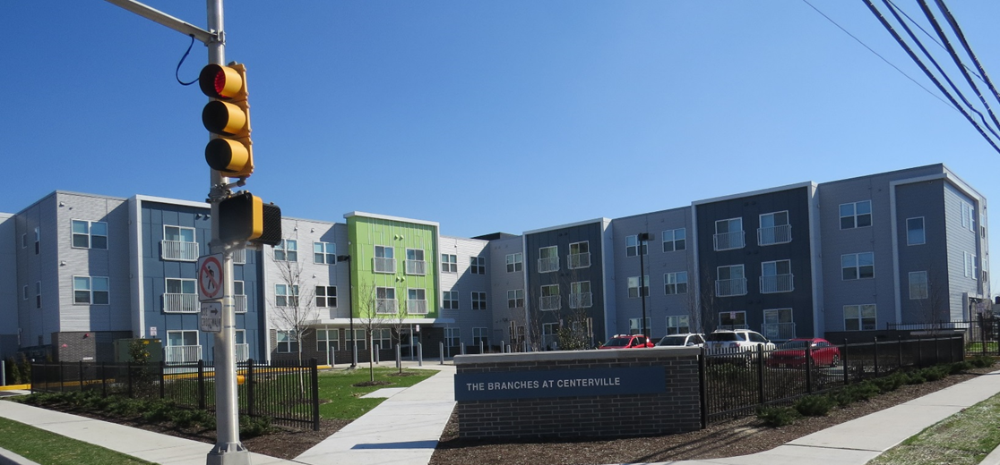 THE BRANCHES AT CENTERVILLE